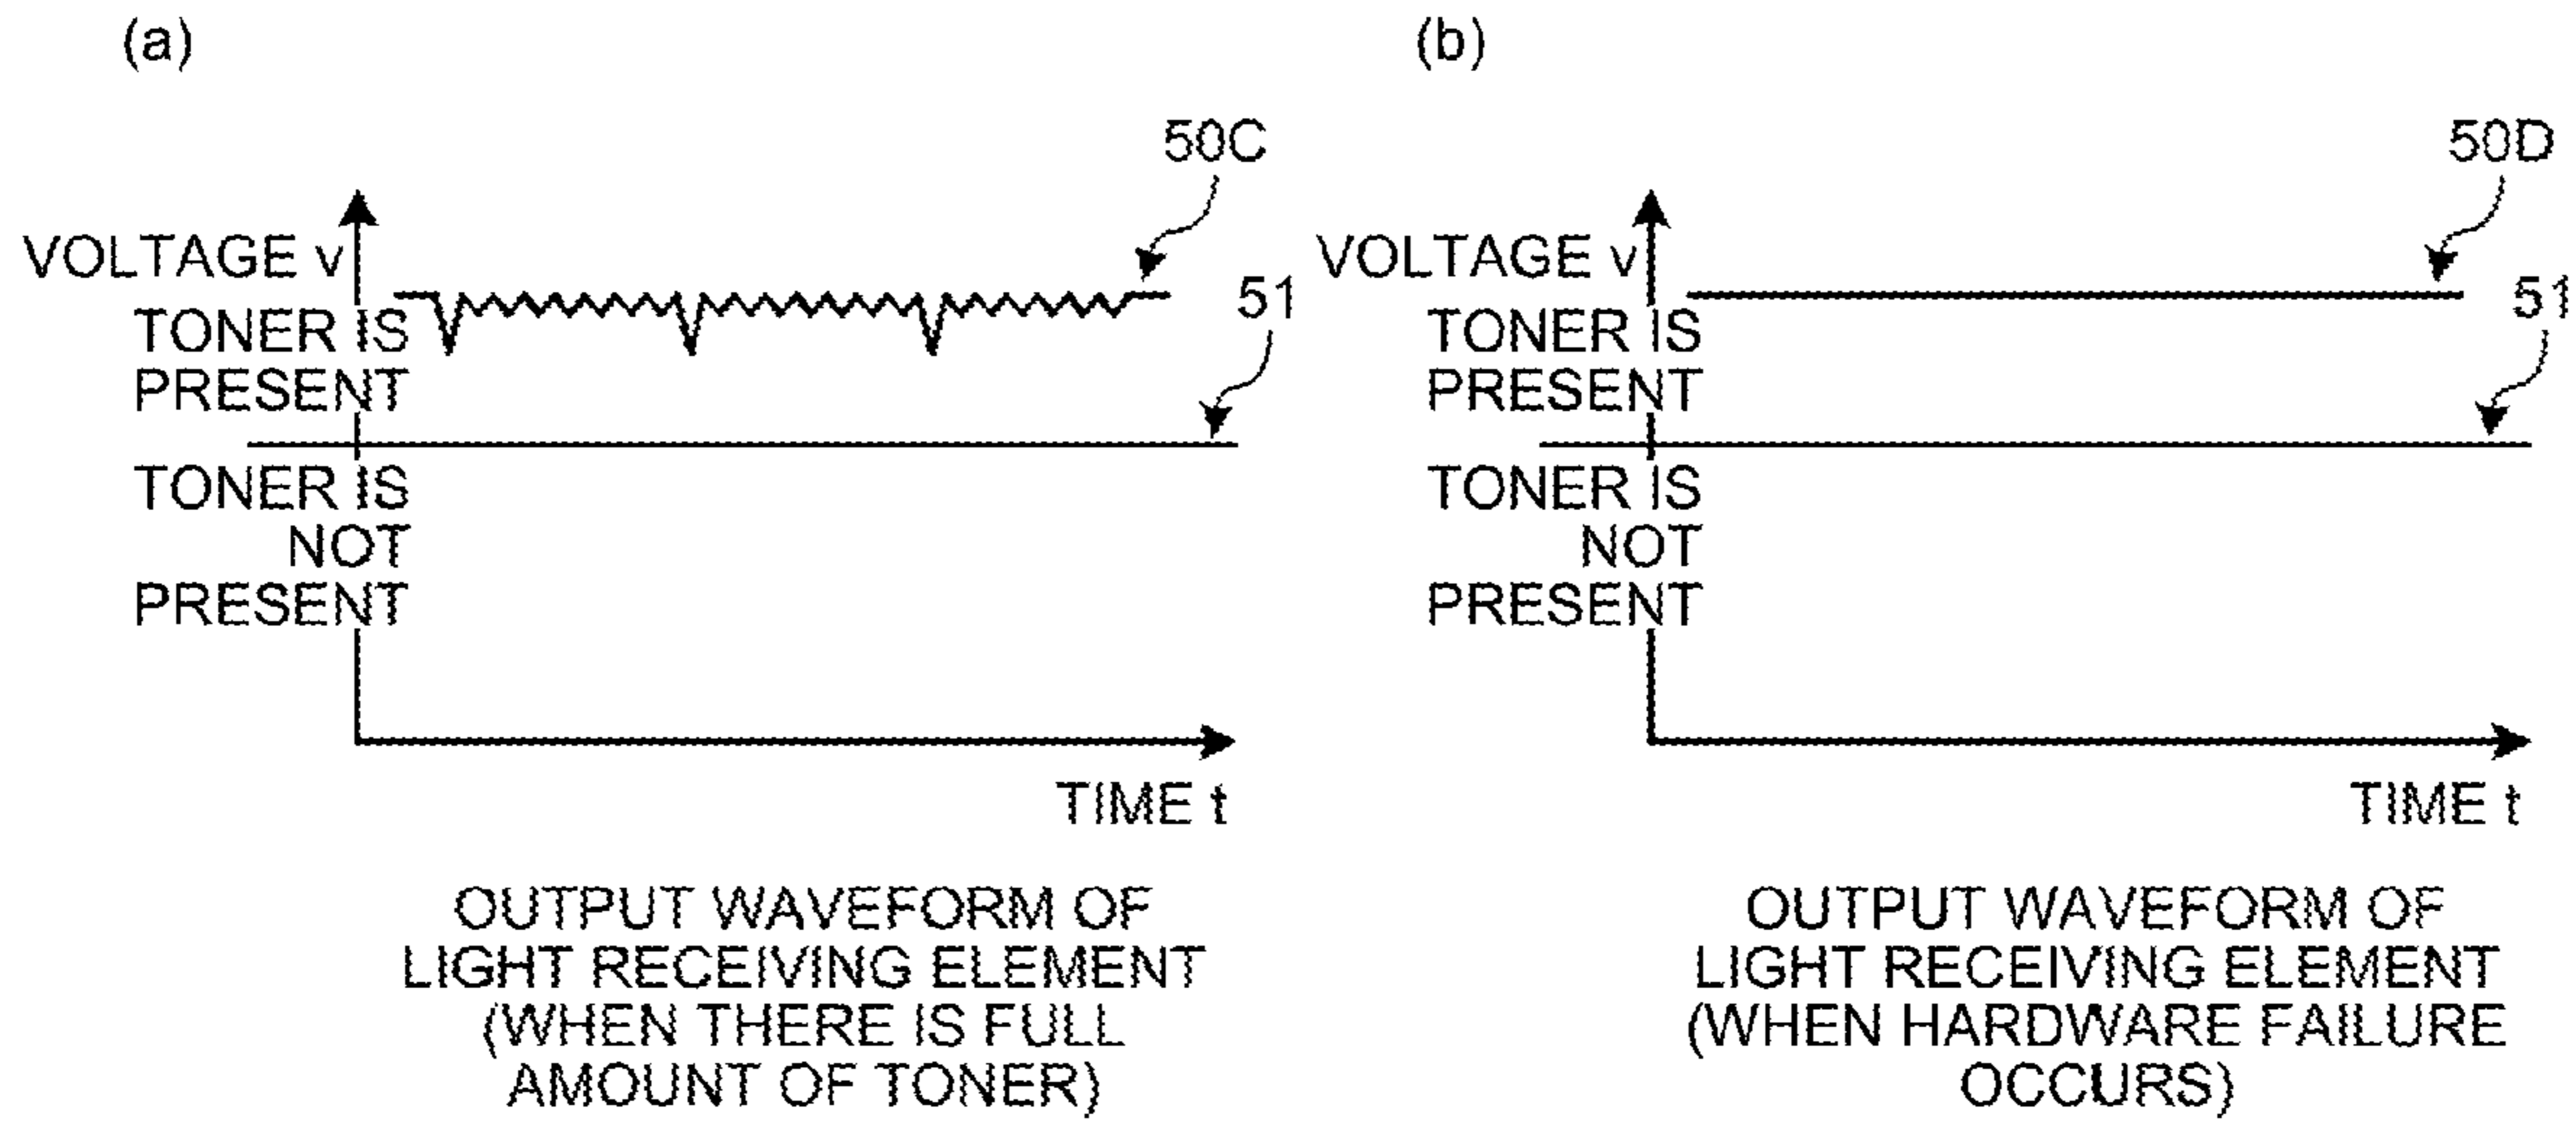 (a)
50C
VOLTAGE v
51
TONER IS
PRESENT
TONER IS
NOT
PRESENT
TIME t
OUTPUT WAVEFORM OF
LIGHT RECEIVING ELEMENT
(WHEN THERE IS FULL
AMOUNT OF TONER)
(b)
50D
VOLTAGE v
51
TONER IS
PRESENT
TONER IS
NOT
PRESENT
TIME t
OUTPUT WAVEFORM OF
LIGHT RECEIVING ELEMENT
(WHEN HARDWARE FAILURE
OCCURS)